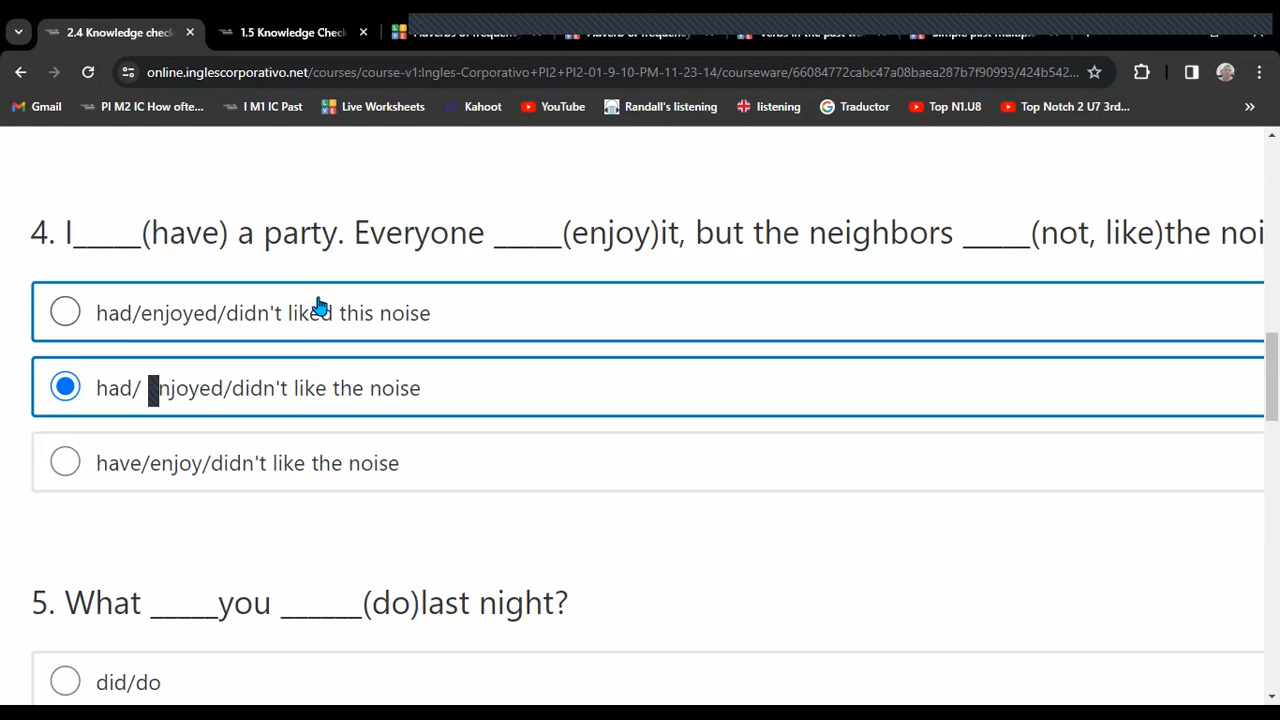 2.4 Knowledge check
1.5 Knowledge Chec
online.inglescorporativo.net/courses/course-v1:Ingles-Corporativo+PI2+PI2-01-9-10-PM-11-23-14/courseware/66084772cabc47a08baea287b7f90993/424b542...
Gmail PI M2 IC How ofte... I M1 IC Past Live Worksheets Kahoot YouTube Randall's listening listening Traductor Top N1.U8 Top Notch 2 U7 3rd... »
4. I_____(have) a party. Everyone _____(enjoy)it, but the neighbors _____(not, like)the noi
had/enjoyed/didn't liked this noise
had/ njoyed/didn't like the noise
have/enjoy/didn't like the noise
5. What _____you ______(do)last night?
did/do